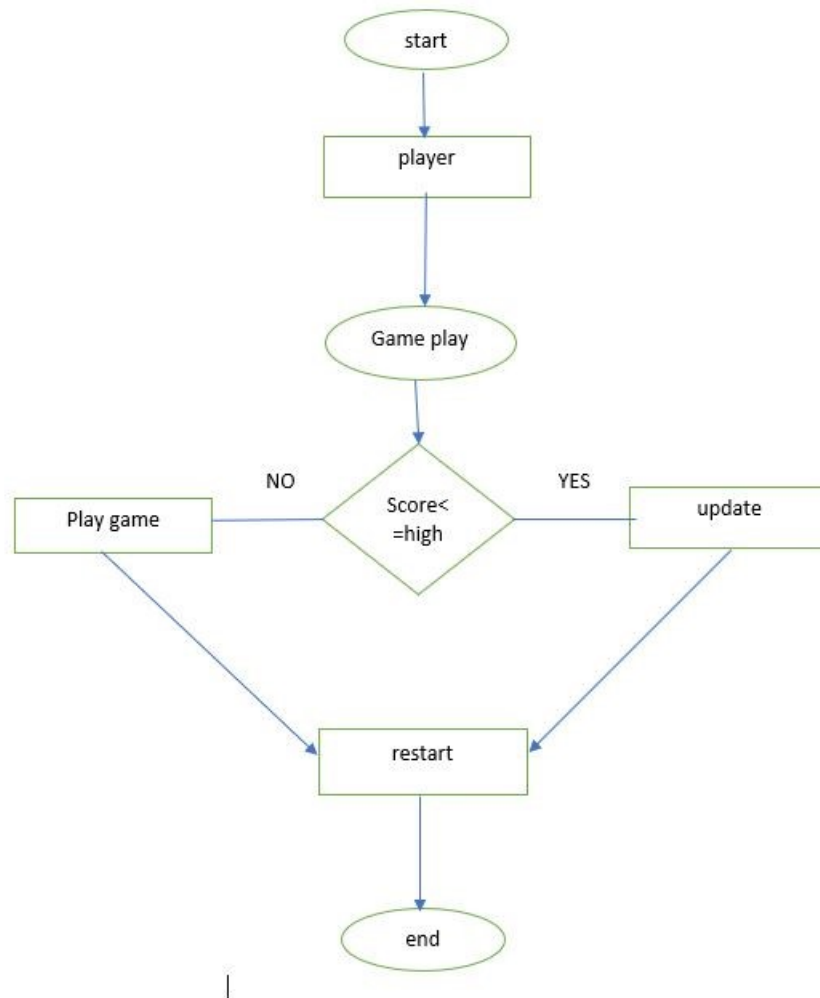 start
player
Game play
NO
YES
Play game
Score<
=high
update
restart
end